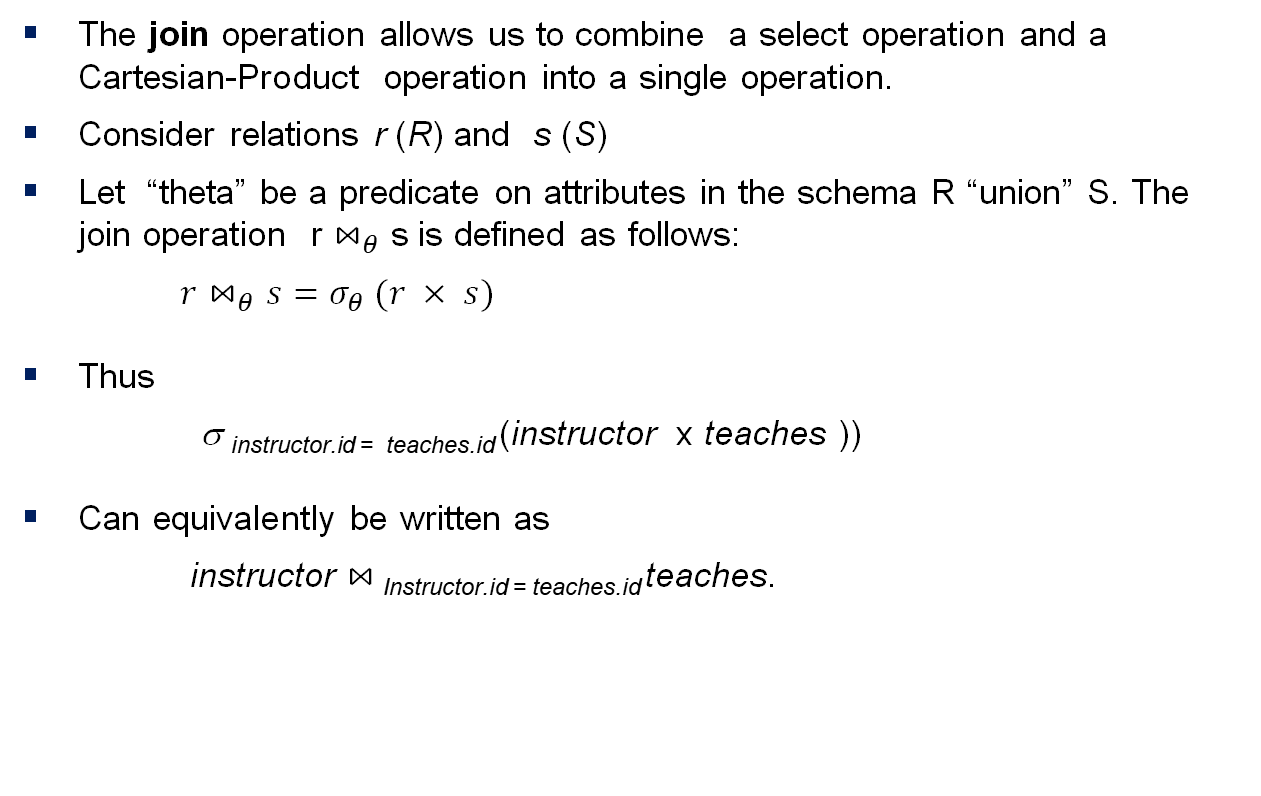 ▪ The join operation allows us to combine a select operation and a
Cartesian-Product operation into a single operation.
▪ Consider relations r (R) and s (S)
▪ Let “theta” be a predicate on attributes in the schema R “union” S. The
join operation r ⋈θ s is defined as follows:
r ⋈θ s = σθ (r × s)
▪ Thus
σ instructor.id = teaches.id (instructor x teaches ))
▪ Can equivalently be written as
instructor ⋈ Instructor.id = teaches.id teaches.